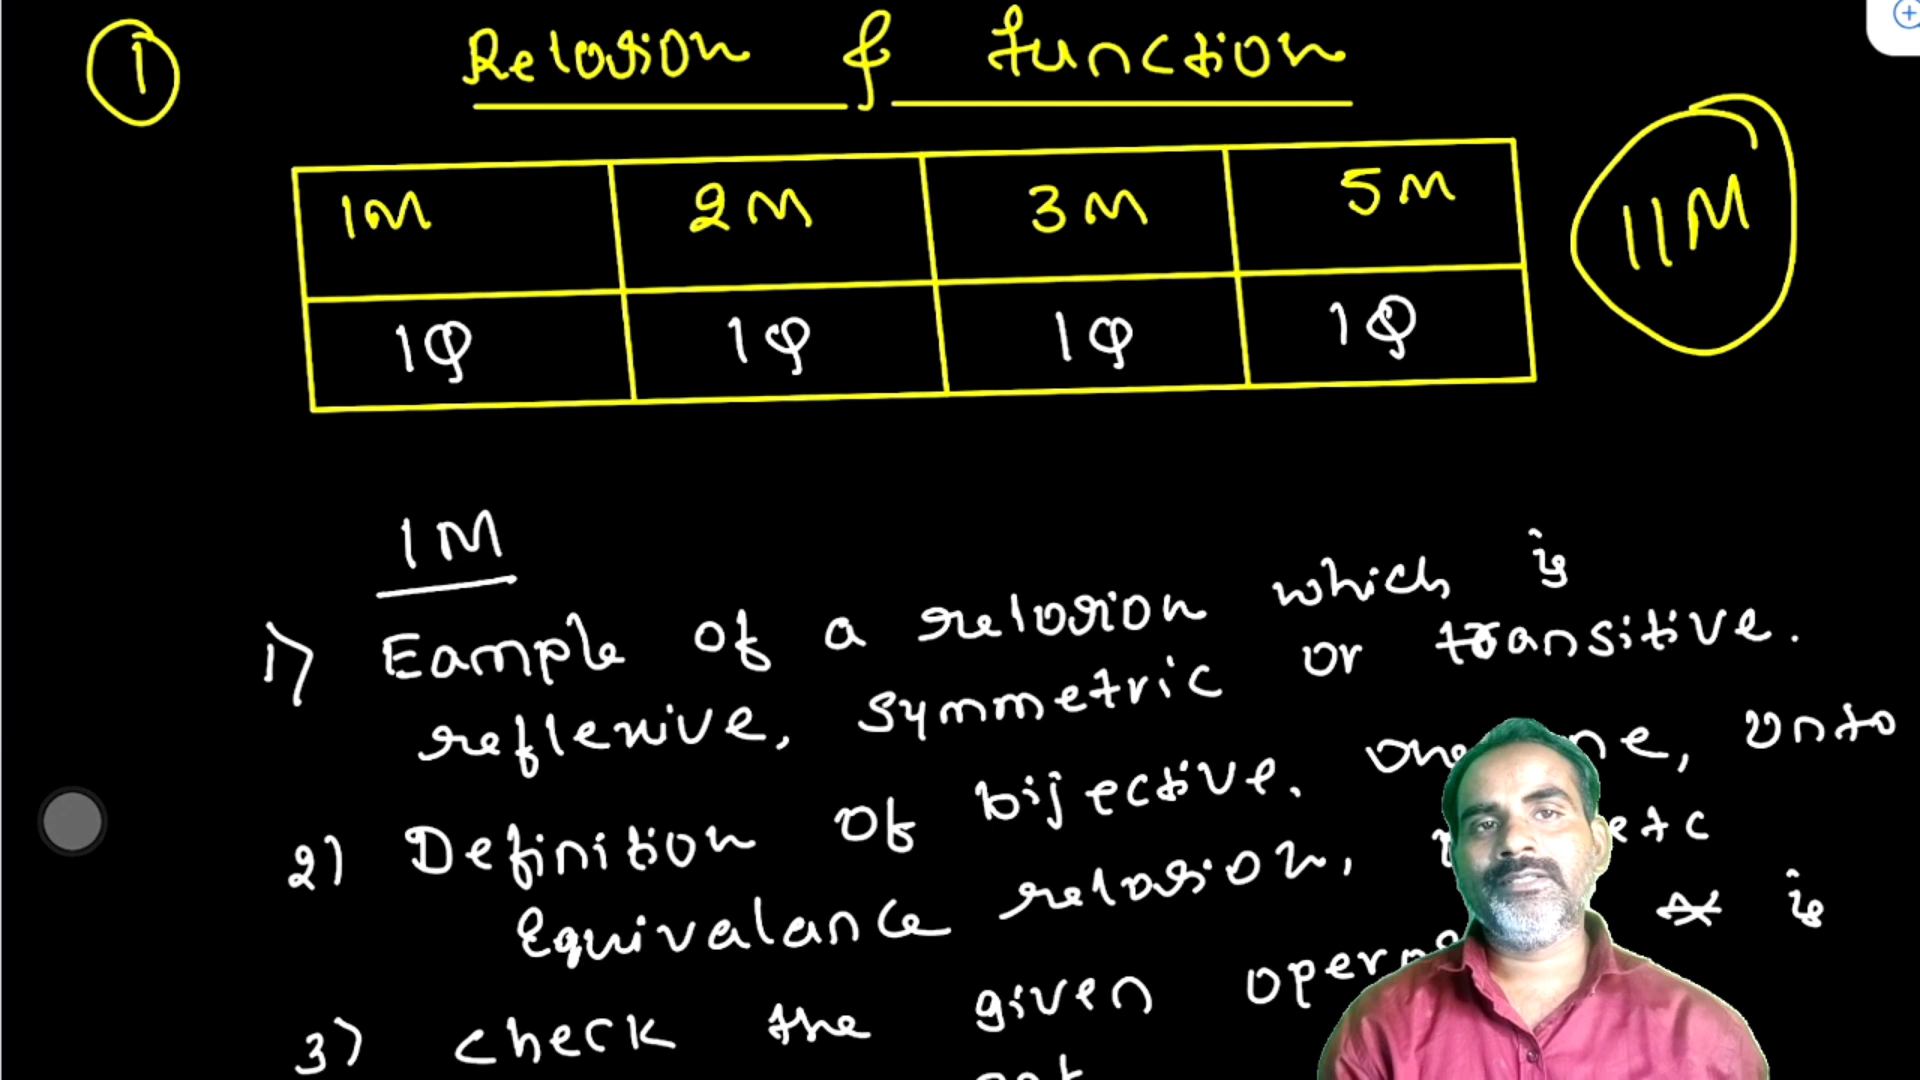 1
Relation & function
1M 2M 3M 5M
1Q 1Q 1Q 1Q
11M
1M
1) Eample of a relation which is
reflexive, symmetric or transitive.
2) Definition of bijective, one, onto
Equivalance relation, etc
3) check the given * is